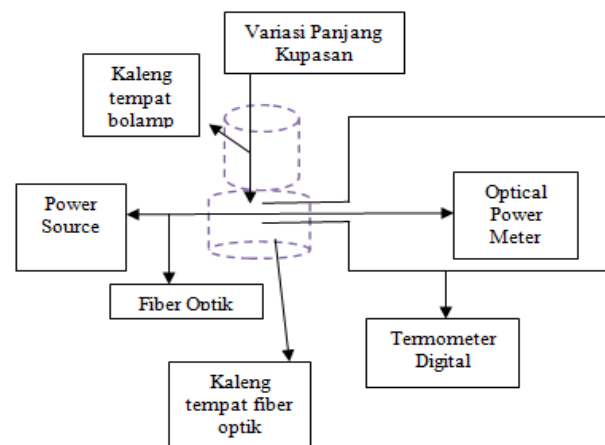 Variasi Panjang
Kupasan
Kaleng
tempat
bolamp
Power
Source
Optical
Power
Meter
Fiber Optik
Termometer
Digital
Kaleng
tempat fiber
optik